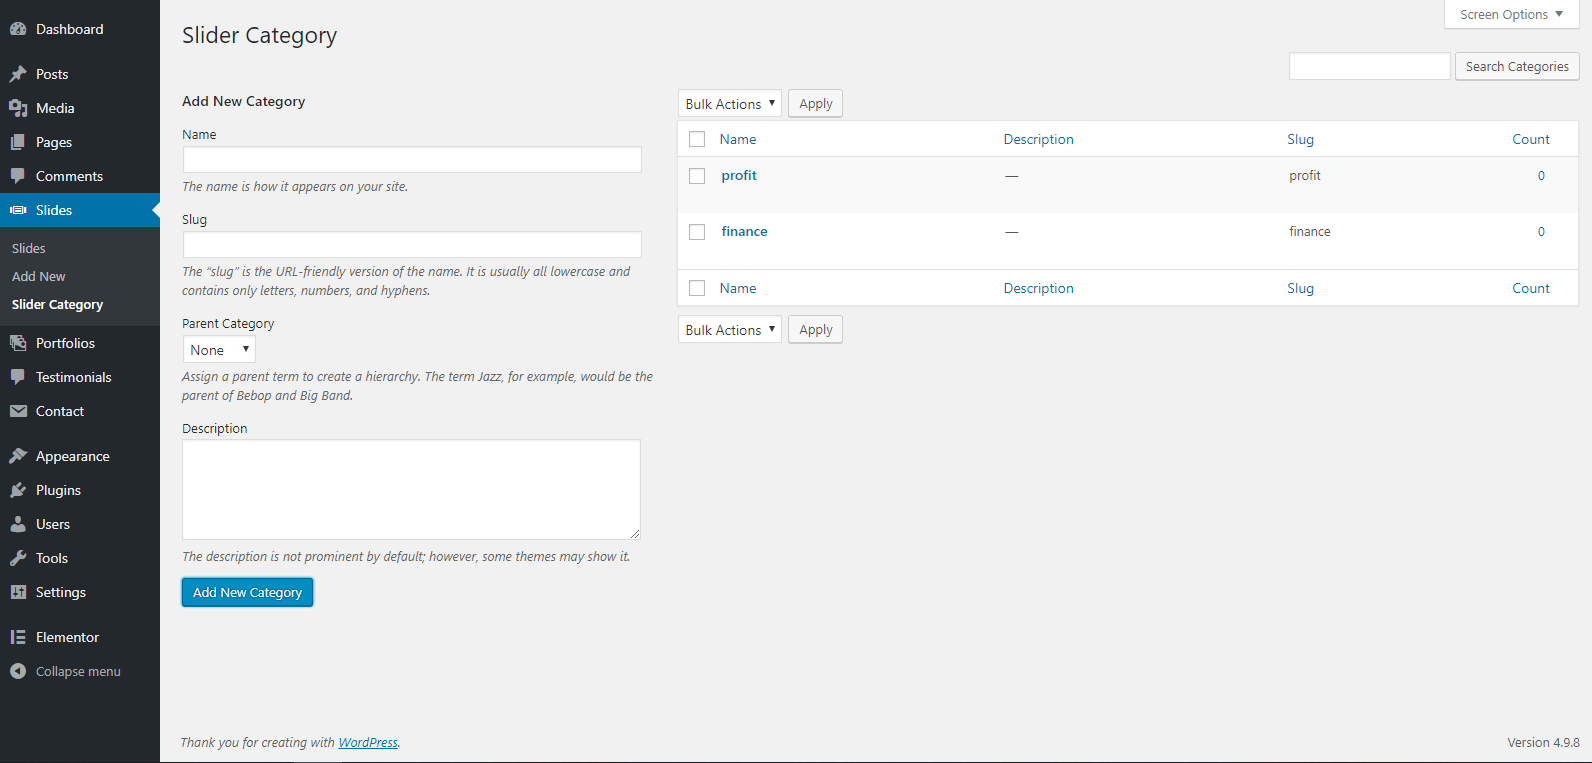 Dashboard
Posts
Media
Pages
Comments
Slides
Slides
Add New
Slider Category
Portfolios
Testimonials
Contact
Appearance
Plugins
Users
Tools
Settings
Elementor
Collapse menu
Screen Options
Slider Category
Search Categories
Add New Category
Name
The name is how it appears on your site.
Slug
The “slug” is the URL-friendly version of the name. It is usually all lowercase and
contains only letters, numbers, and hyphens.
Parent Category
None
Assign a parent term to create a hierarchy. The term Jazz, for example, would be the
parent of Bebop and Big Band.
Description
The description is not prominent by default; however, some themes may show it.
Add New Category
Bulk Actions Apply
Name Description Slug Count
profit — profit 0
finance — finance 0
Name Description Slug Count
Bulk Actions Apply
Thank you for creating with WordPress.
Version 4.9.8